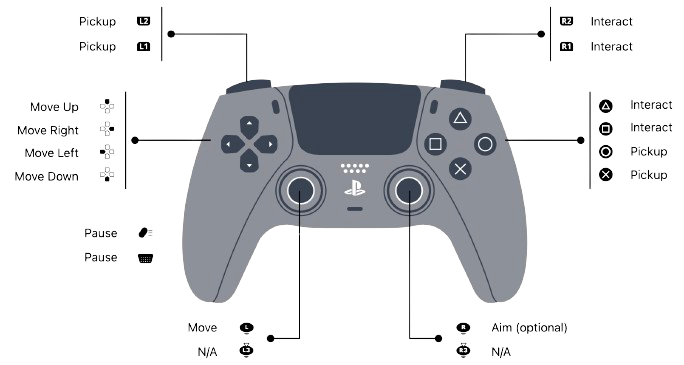 Pickup L2
Pickup L1
R2 Interact
R1 Interact
Move Up
Move Right
Move Left
Move Down
Interact
Interact
Pickup
Pickup
Pause
Pause
Move L
N/A L3
R Aim (optional)
R3 N/A